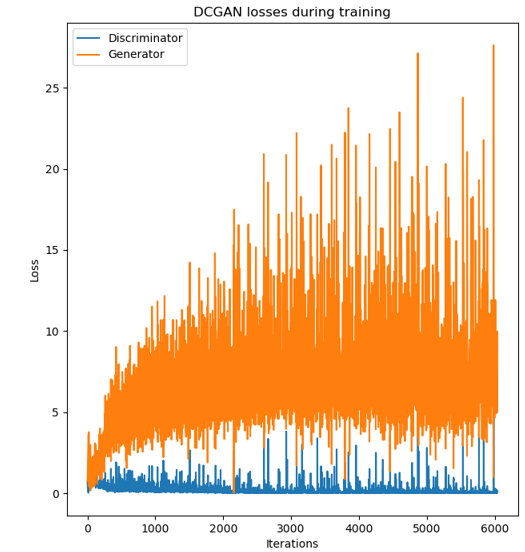 DCGAN losses during training
Discriminator
Generator
25
20
15
10
5
0
Loss
0 1000 2000 3000 4000 5000 6000
Iterations